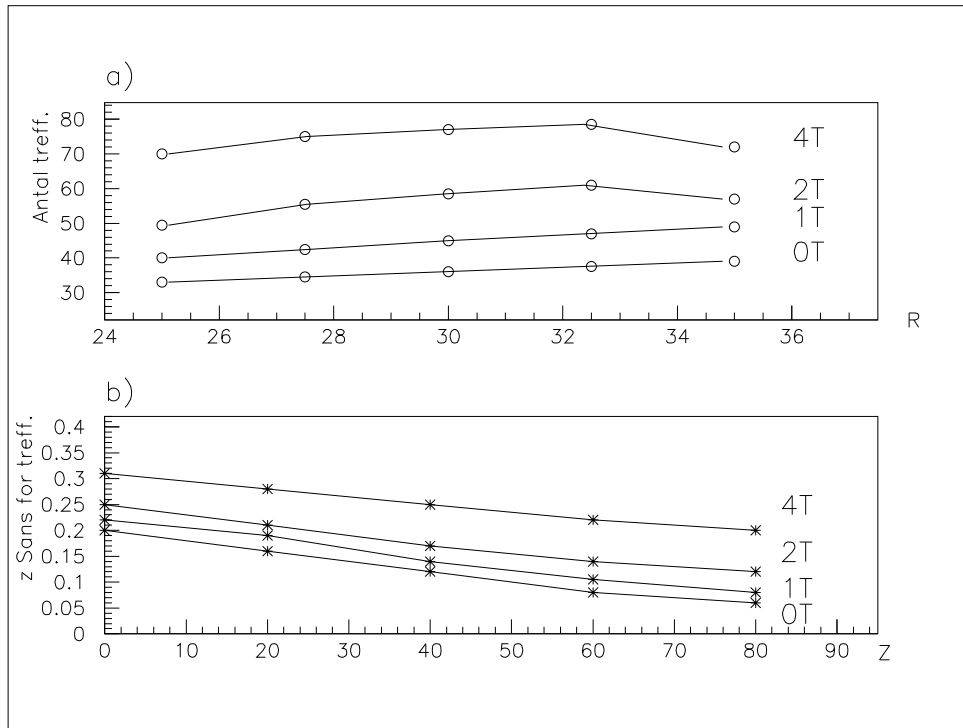 a)
Antal treff.
80
70
60
50
40
30
4T
2T
1T
0T
24 26 28 30 32 34 36
R
b)
z Sans for treff.
0.4
0.35
0.3
0.25
0.2
0.15
0.1
0.05
0
4T
2T
1T
0T
0 10 20 30 40 50 60 70 80 90
Z